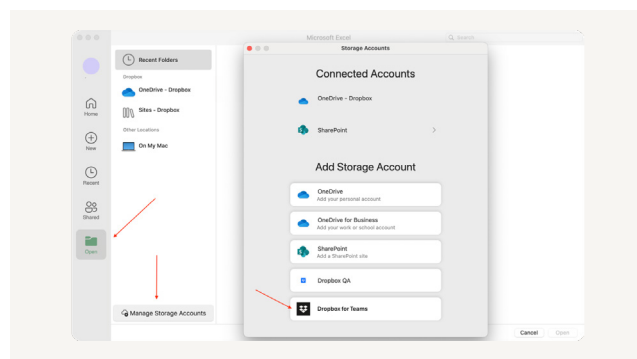 Microsoft Excel
Search
Home
New
Recent
Shared
Open
Recent Folders
Dropbox
OneDrive - Dropbox
Sites - Dropbox
Other Locations
On My Mac
Manage Storage Accounts
Storage Accounts
Connected Accounts
OneDrive - Dropbox
SharePoint
Add Storage Account
OneDrive
Add your personal account
OneDrive for Business
Add your work or school account
SharePoint
Add a SharePoint site
Dropbox QA
Dropbox for Teams
Cancel
Open